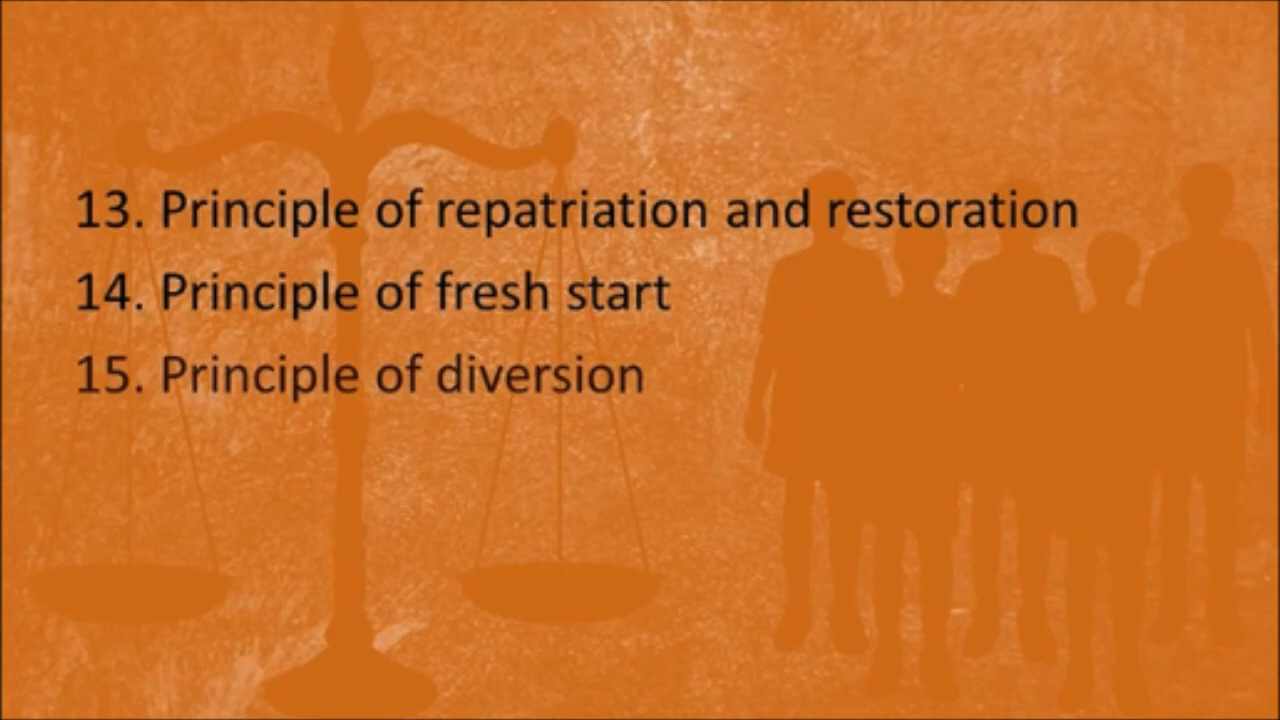 13. Principle of repatriation and restoration
14. Principle of fresh start
15. Principle of diversion